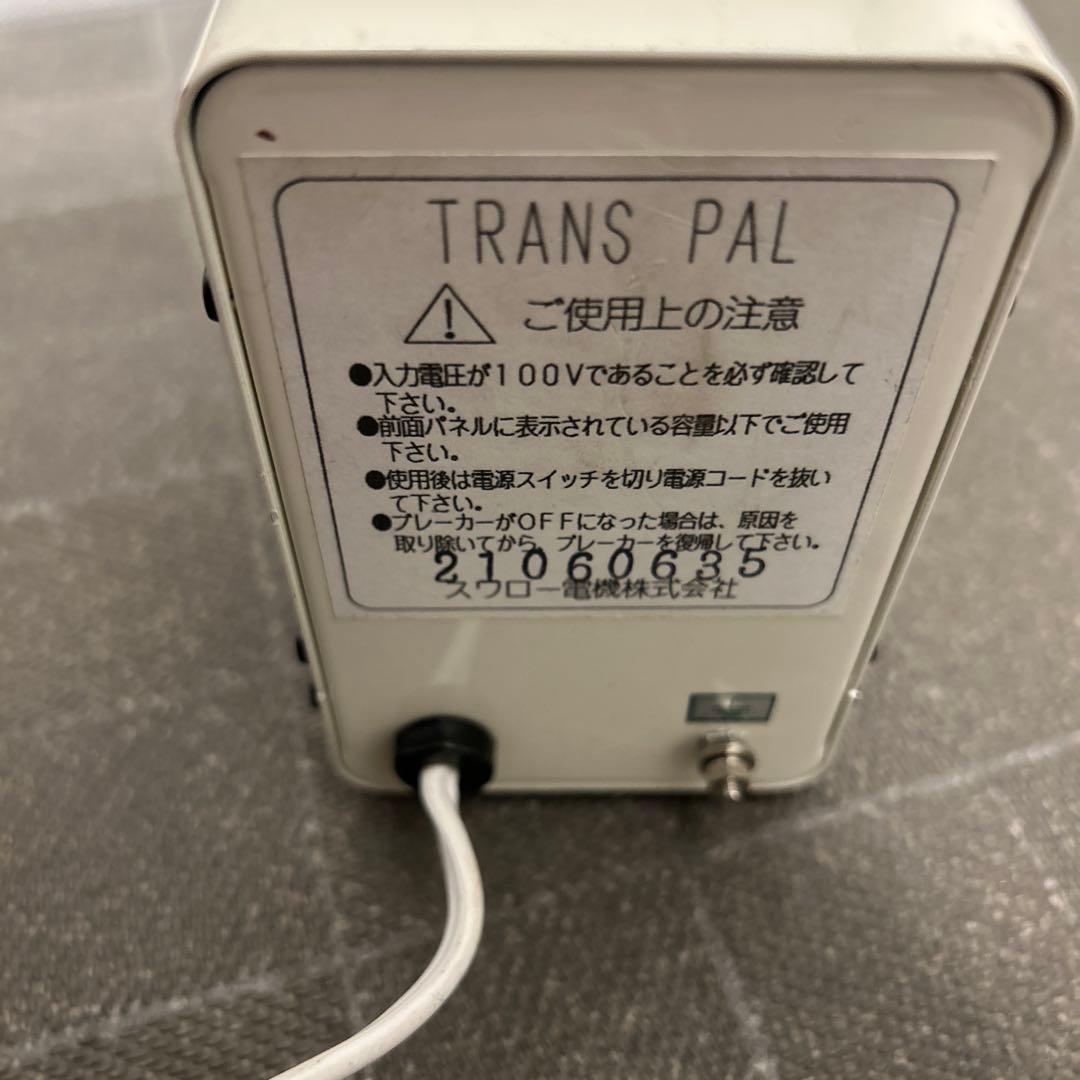 TRANS PAL
ご使用上の注意
●入力電圧が100Vであることを必ず確認して
下さい。
●前面パネルに表示されている容量以下でご使用
下さい。
●使用後は電源スイッチを切り電源コードを抜い
て下さい。
●ブレーカーがOFFになった場合は、原因を
取り除いてから、ブレーカーを復帰して下さい。
21060635
スワロー電機株式会社